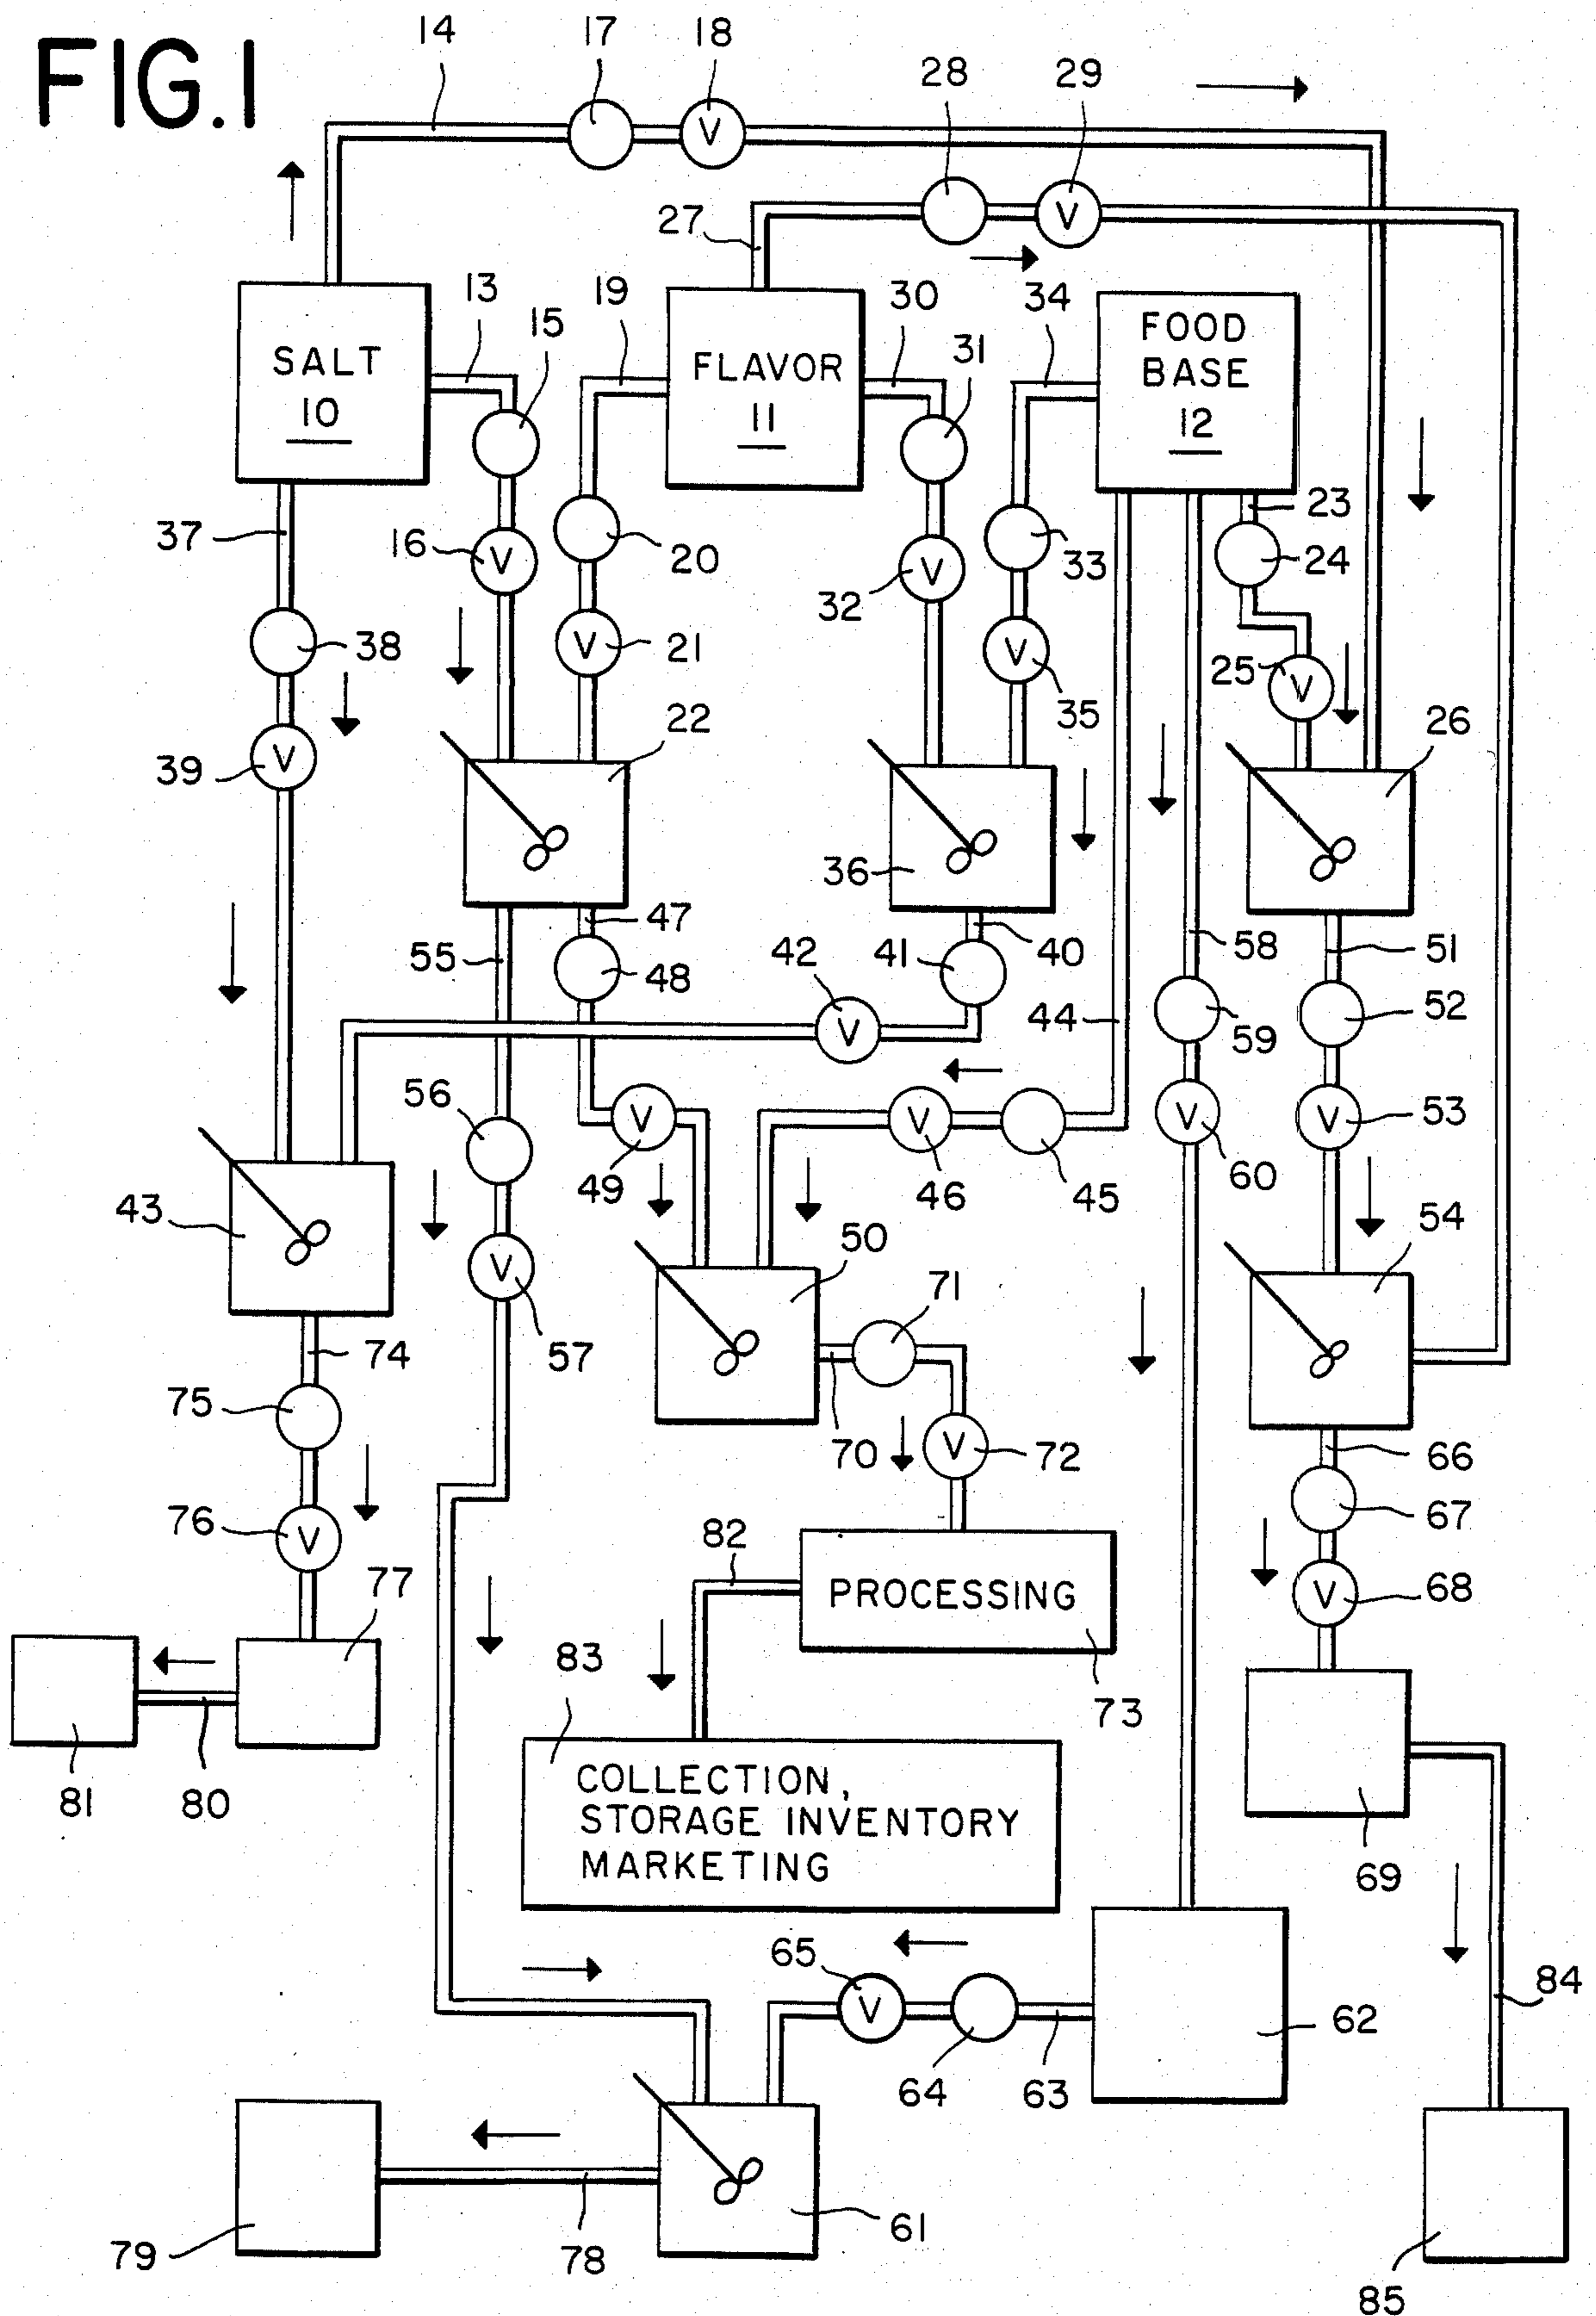 FIG.1
14
17
18
28
29
27
13
15
19
30
31
34
SALT
10
FLAVOR
11
FOOD
BASE
12
37
16
V
20
32
V
33
23
24
38
V
21
V
35
25
V
39
V
22
36
26
55
47
48
42
V
41
40
44
58
59
51
52
56
V
49
V
46
45
V
60
V
53
43
V
57
50
71
54
74
75
70
V
72
66
67
76
V
77
82
PROCESSING
73
V
68
81
80
83
COLLECTION,
STORAGE INVENTORY
MARKETING
69
65
V
64
63
62
84
79
78
61
85
V
V